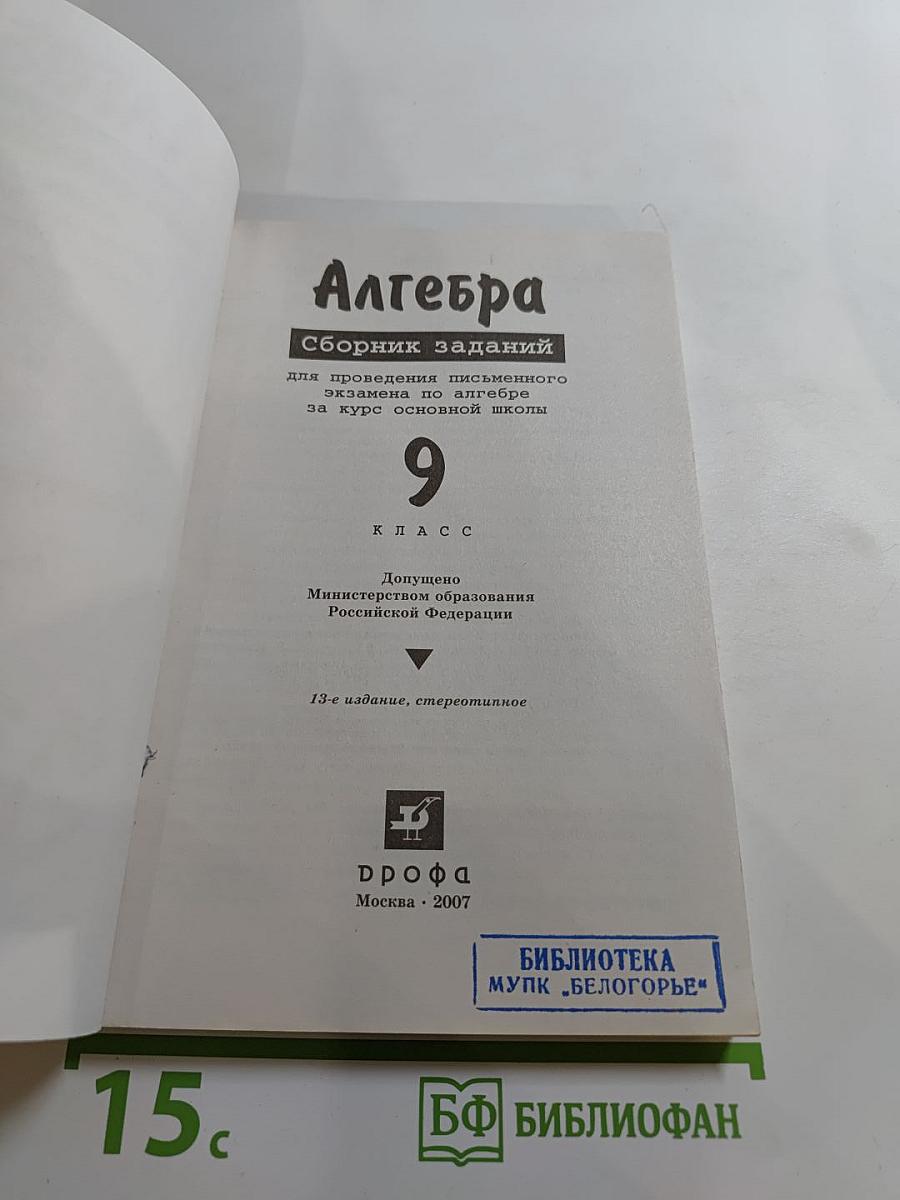 Алгебра
Сборник заданий
для проведения письменного
экзамена по алгебре
за курс основной школы
9
КЛАСС
Допущено
Министерством образования
Российской Федерации
13-е издание, стереотипное
дрофа
Москва · 2007
БИБЛИОТЕКА
МУПК „БЕЛОГОРЬЕ“
15 с
БФ БИБЛИОФАН